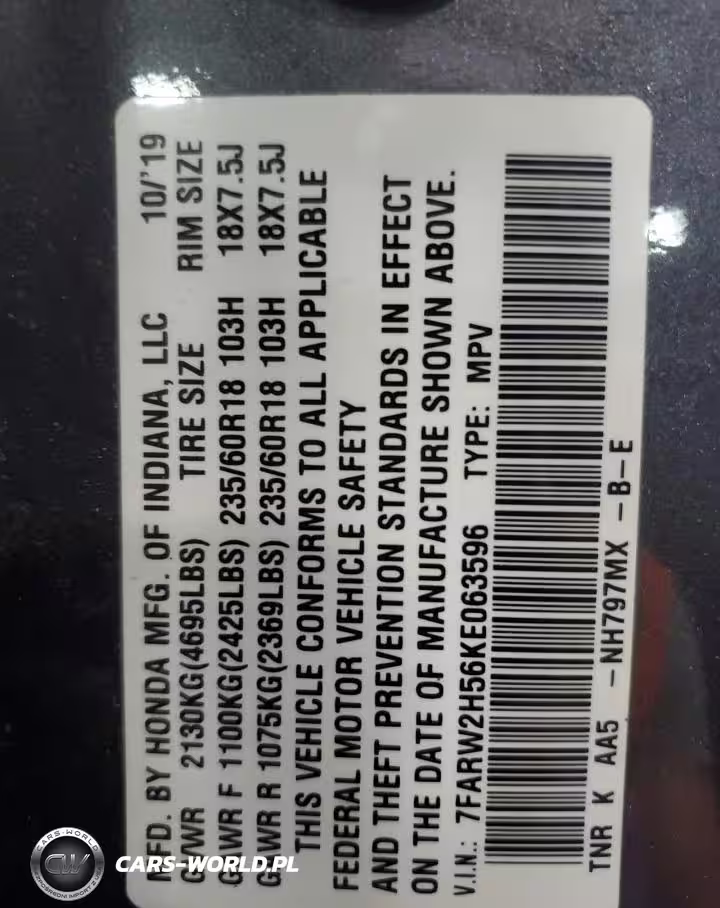 MFD. BY HONDA MFG. OF INDIANA, LLC 10/'19
GVWR 2130KG(4695LBS) TIRE SIZE RIM SIZE
GAWR F 1100KG(2425LBS) 235/60R18 103H 18X7.5J
GAWR R 1075KG(2369LBS) 235/60R18 103H 18X7.5J
THIS VEHICLE CONFORMS TO ALL APPLICABLE
FEDERAL MOTOR VEHICLE SAFETY
AND THEFT PREVENTION STANDARDS IN EFFECT
ON THE DATE OF MANUFACTURE SHOWN ABOVE.
V.I.N.: 7FARW2H56KE063596 TYPE: MPV
TNR K AA5 -NH797MX -B-E
CARS-WORLD
CW
CARS-WORLD.PL